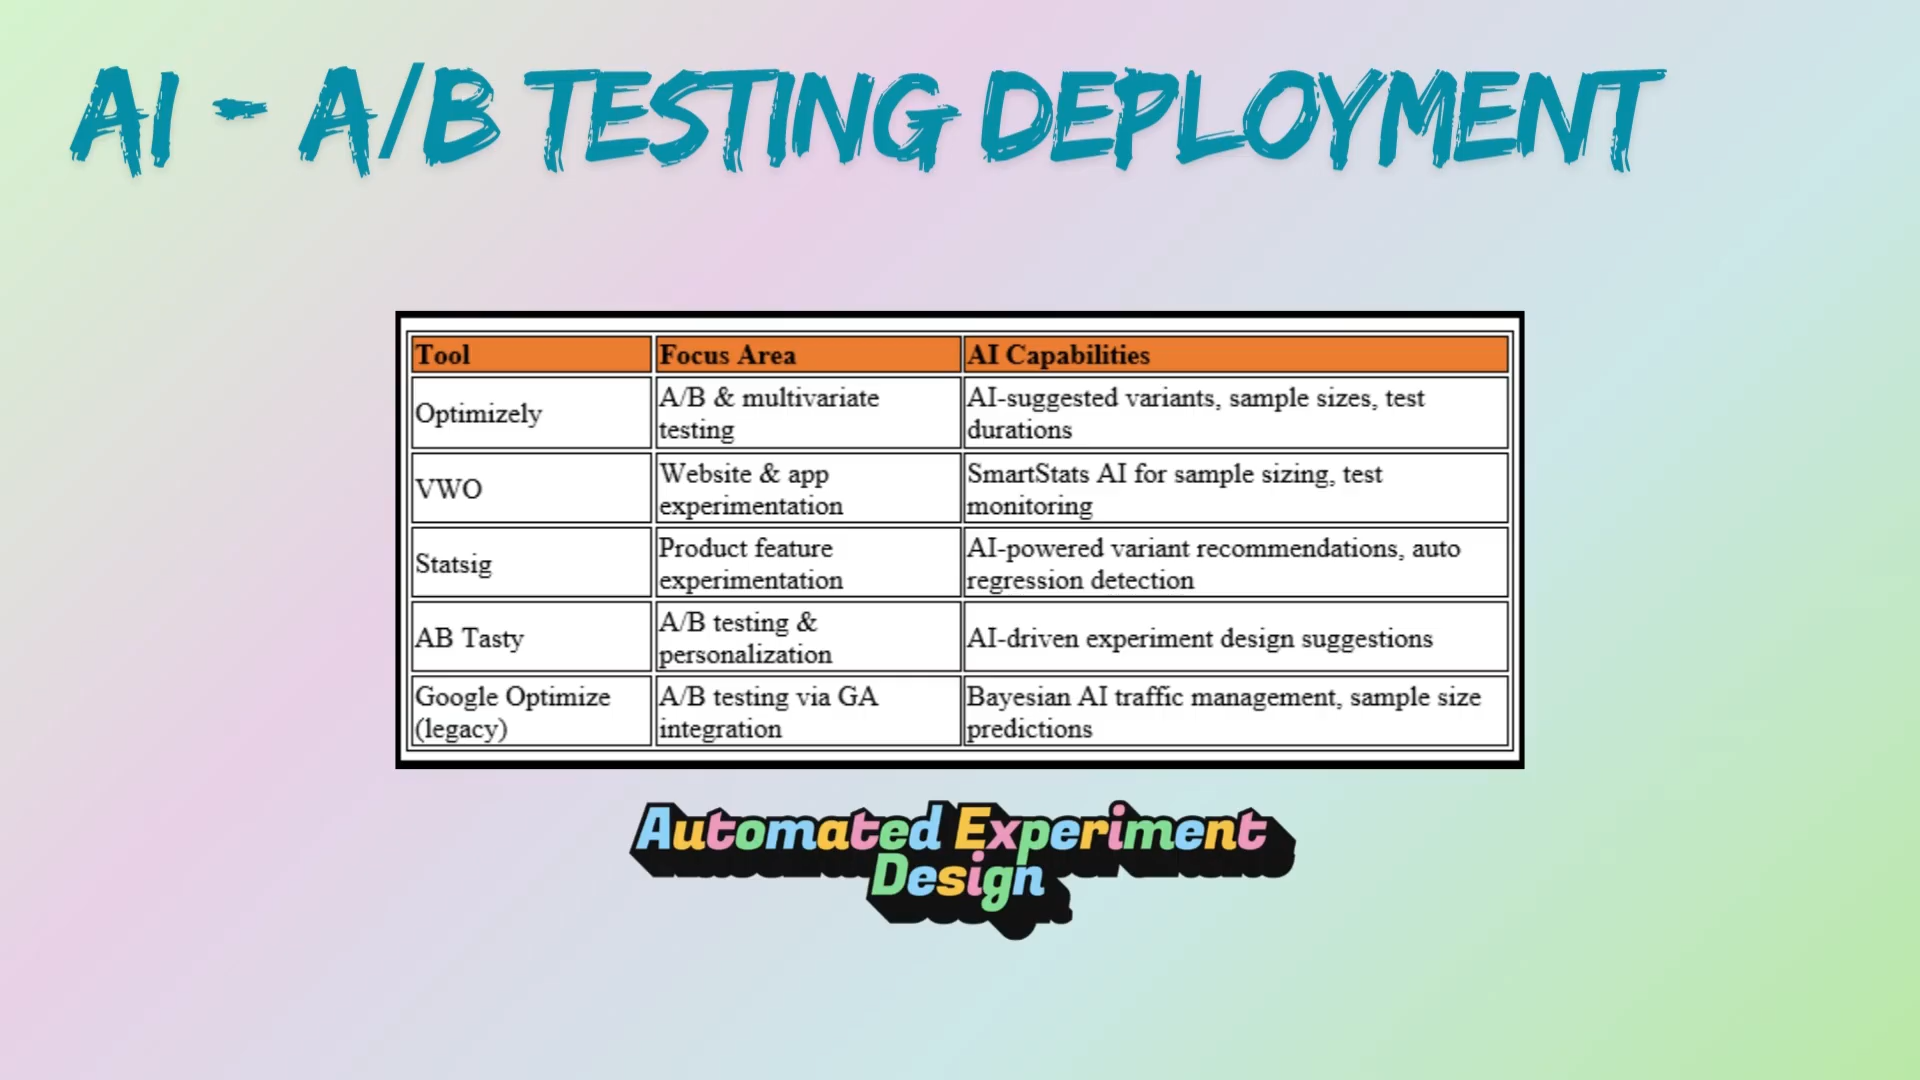 AI - A/B TESTING DEPLOYMENT
Tool Focus Area AI Capabilities
Optimizely
A/B & multivariate
testing
AI-suggested variants, sample sizes, test
durations
VWO
Website & app
experimentation
SmartStats AI for sample sizing, test
monitoring
Statsig
Product feature
experimentation
AI-powered variant recommendations, auto
regression detection
AB Tasty
A/B testing &
personalization
AI-driven experiment design suggestions
Google Optimize
(legacy)
A/B testing via GA
integration
Bayesian AI traffic management, sample size
predictions
Automated Experiment
Design